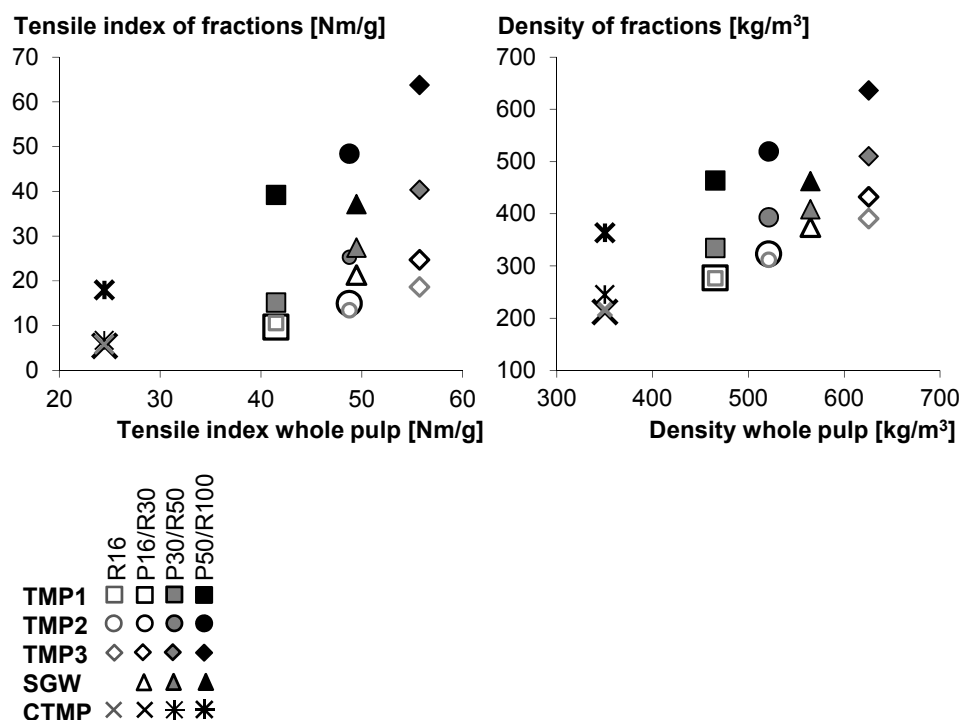 Tensile index of fractions [Nm/g]
70
60
50
40
30
20
10
0
20 30 40 50 60
Tensile index whole pulp [Nm/g]
Density of fractions [kg/m³]
700
600
500
400
300
200
100
300 400 500 600 700
Density whole pulp [kg/m³]
R16
P16/R30
P30/R50
P50/R100
TMP1
TMP2
TMP3
SGW
CTMP